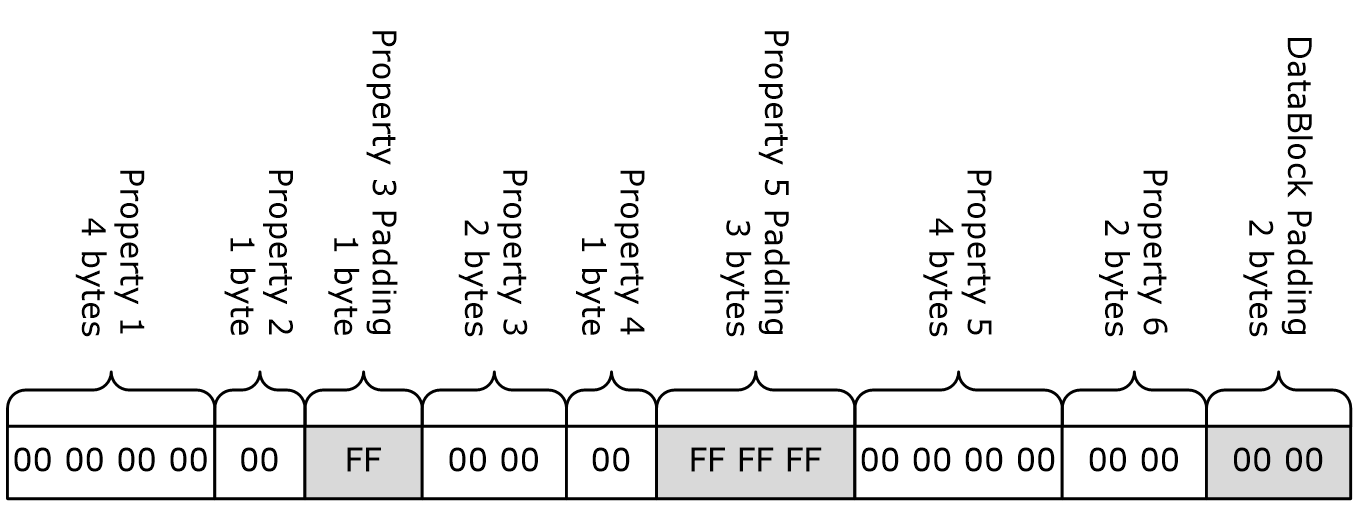 Property 1
4 bytes
Property 2
1 byte
Property 3 Padding
1 byte
Property 3
2 bytes
Property 4
1 byte
Property 5 Padding
3 bytes
Property 5
4 bytes
Property 6
2 bytes
DataBlock Padding
2 bytes
00 00 00 00 00 FF 00 00 00 FF FF FF 00 00 00 00 00 00 00 00